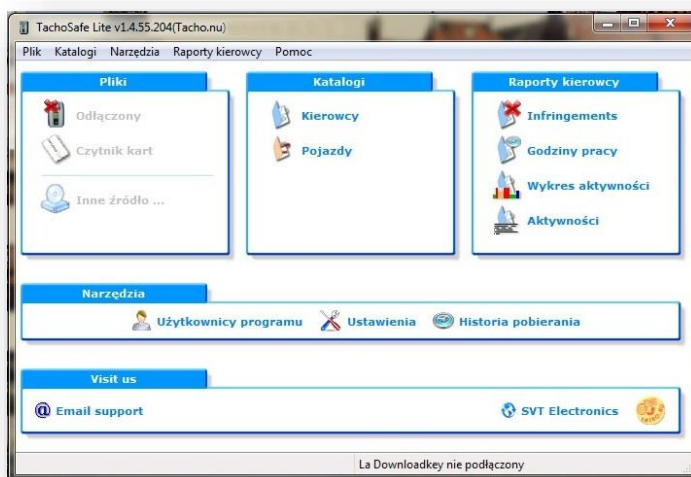 TachoSafe Lite v1.4.55.204(Tacho.nu)
Plik Katalogi Narzędzia Raporty kierowcy Pomoc
Pliki
Odłączony
Czytnik kart
Inne źródło ...
Katalogi
Kierowcy
Pojazdy
Raporty kierowcy
Infringements
Godziny pracy
Wykres aktywności
Aktywności
Narzędzia
Użytkownicy programu Ustawienia Historia pobierania
Visit us
@ Email support SVT Electronics
La Downloadkey nie podłączony